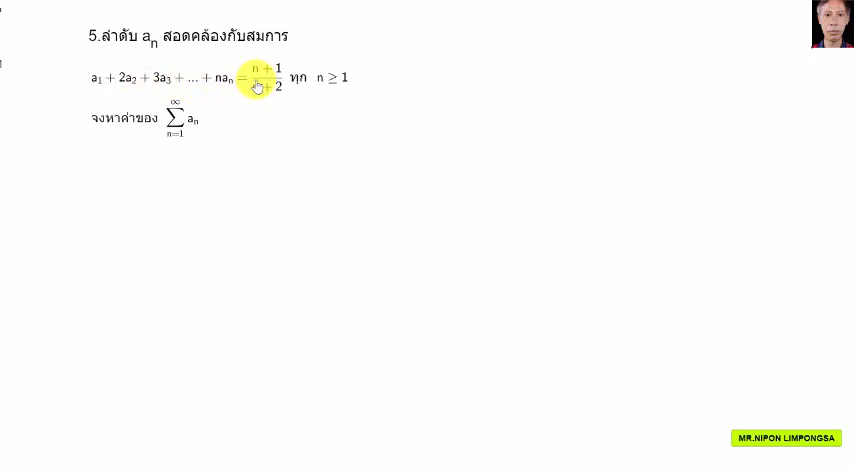 5.ลำดับ aₙ สอดคล้องกับสมการ
a₁ + 2a₂ + 3a₃ + ... + naₙ = (n + 1)/( + 2) ทุก n ≥ 1
จงหาค่าของ ∑_{n=1}^{∞} aₙ
MR.NIPON LIMPONGSA